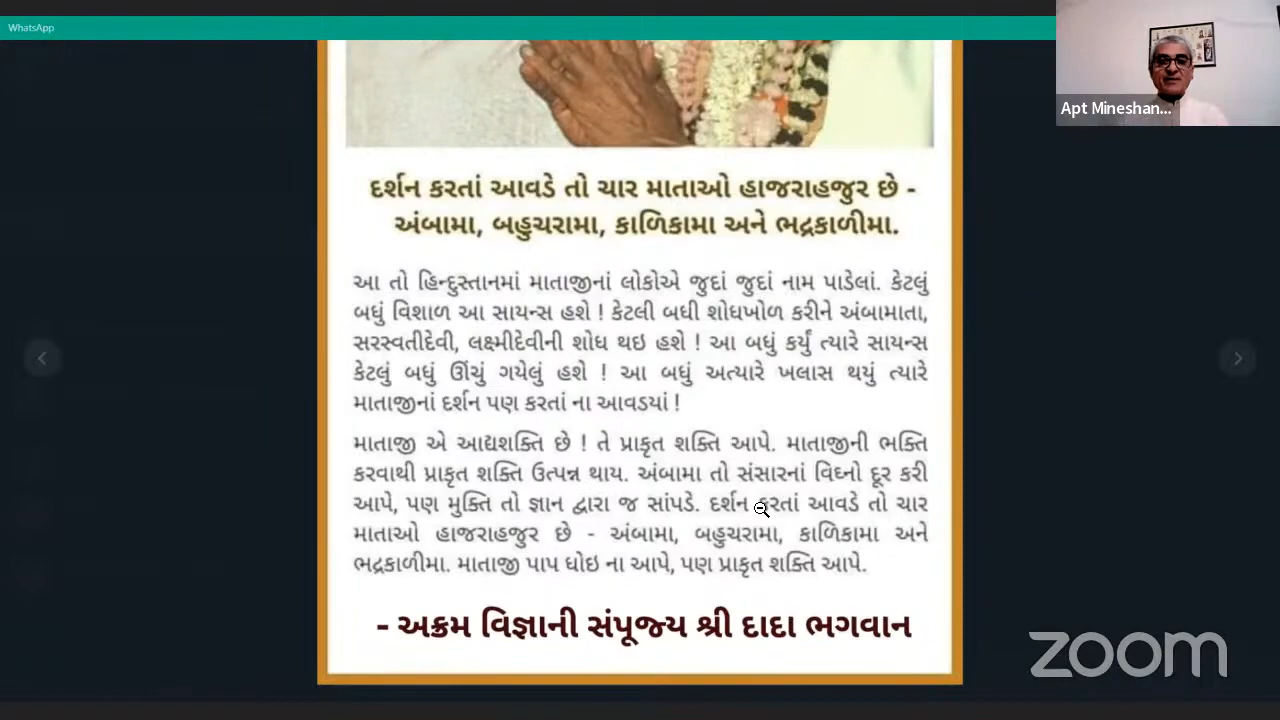 WhatsApp
Apt Mineshan...
દર્શન કરતાં આવડે તો ચાર માતાઓ હાજરાહજુર છે -
અંબામા, બહુચરામા, કાળિકામા અને ભદ્રકાળીમા.
આ તો હિન્દુસ્તાનમાં માતાજીનાં લોકોએ જુદાં જુદાં નામ પાડેલાં. કેટલું
બધું વિશાળ આ સાયન્સ હશે ! કેટલી બધી શોધખોળ કરીને અંબામાતા,
સરસ્વતીદેવી, લક્ષ્મીદેવીની શોધ થઇ હશે ! આ બધું કર્યું ત્યારે સાયન્સ
કેટલું બધું ઊંચું ગયેલું હશે ! આ બધું અત્યારે ખલાસ થયું ત્યારે
માતાજીનાં દર્શન પણ કરતાં ના આવડયાં !
માતાજી એ આદ્યશક્તિ છે ! તે પ્રાકૃત શક્તિ આપે. માતાજીની ભક્તિ
કરવાથી પ્રાકૃત શક્તિ ઉત્પન્ન થાય. અંબામા તો સંસારનાં વિઘ્નો દૂર કરી
આપે, પણ મુક્તિ તો જ્ઞાન દ્વારા જ સાંપડે. દર્શન કરતાં આવડે તો ચાર
માતાઓ હાજરાહજુર છે - અંબામા, બહુચરામા, કાળિકામા અને
ભદ્રકાળીમા. માતાજી પાપ ધોઇ ના આપે, પણ પ્રાકૃત શક્તિ આપે.
- અક્રમ વિજ્ઞાની સંપૂજ્ય શ્રી દાદા ભગવાન
zoom